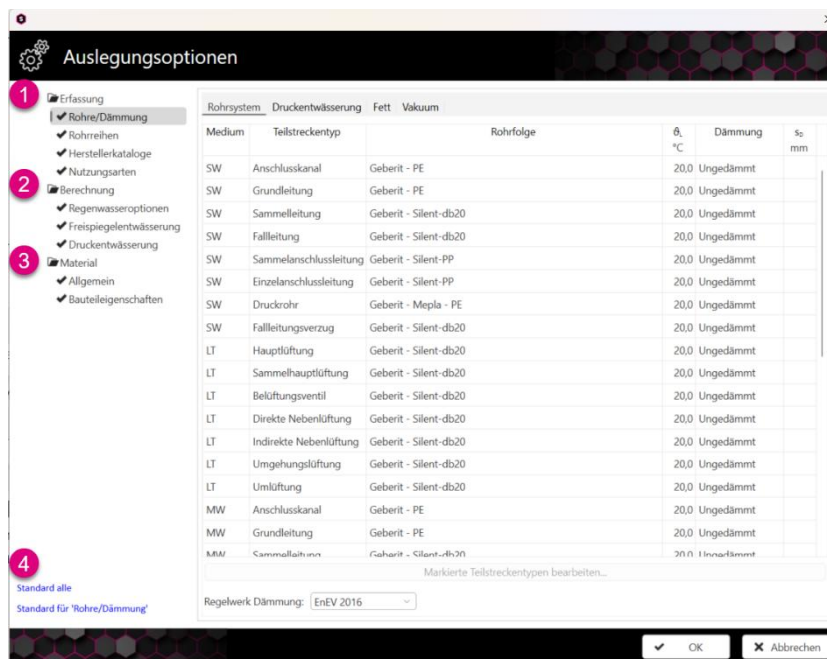 S
Auslegungsoptionen
1
Erfassung
Rohre/Dämmung
Rohrreihen
Herstellerkataloge
Nutzungsarten
2
Berechnung
Regenwasseroptionen
Freispiegelentwässerung
Druckentwässerung
3
Material
Allgemein
Bauteileigenschaften
4
Standard alle
Standard für 'Rohre/Dämmung'
Rohrsystem Druckentwässerung Fett Vakuum
Medium Teilstreckentyp Rohrfolge ϑL Dämmung sD
°C mm
SW Anschlusskanal Geberit - PE 20,0 Ungedämmt
SW Grundleitung Geberit - PE 20,0 Ungedämmt
SW Sammelleitung Geberit - Silent-db20 20,0 Ungedämmt
SW Fallleitung Geberit - Silent-db20 20,0 Ungedämmt
SW Sammelanschlussleitung Geberit - Silent-PP 20,0 Ungedämmt
SW Einzelanschlussleitung Geberit - Silent-PP 20,0 Ungedämmt
SW Druckrohr Geberit - Mepla - PE 20,0 Ungedämmt
SW Fallleitungsverzug Geberit - Silent-db20 20,0 Ungedämmt
LT Hauptlüftung Geberit - Silent-db20 20,0 Ungedämmt
LT Sammelhauptlüftung Geberit - Silent-db20 20,0 Ungedämmt
LT Belüftungsventil Geberit - Silent-db20 20,0 Ungedämmt
LT Direkte Nebenlüftung Geberit - Silent-db20 20,0 Ungedämmt
LT Indirekte Nebenlüftung Geberit - Silent-db20 20,0 Ungedämmt
LT Umgehungslüftung Geberit - Silent-db20 20,0 Ungedämmt
LT Umlüftung Geberit - Silent-db20 20,0 Ungedämmt
MW Anschlusskanal Geberit - PE 20,0 Ungedämmt
MW Grundleitung Geberit - PE 20,0 Ungedämmt
MW Sammelleitung Geberit - Silent-db20 20,0 Ungedämmt
Markierte Teilstreckentypen bearbeiten...
Regelwerk Dämmung: EnEV 2016
OK Abbrechen